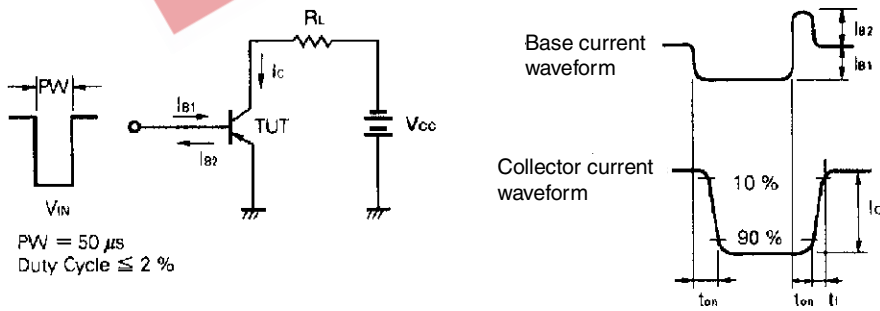 RL
IC
PW
IB1
TUT
IB2
VCC
VIN
PW = 50 μs
Duty Cycle ≤ 2 %
Base current
waveform
IB2
IB1
Collector current
waveform
10 %
90 %
IC
ton
ton
tf